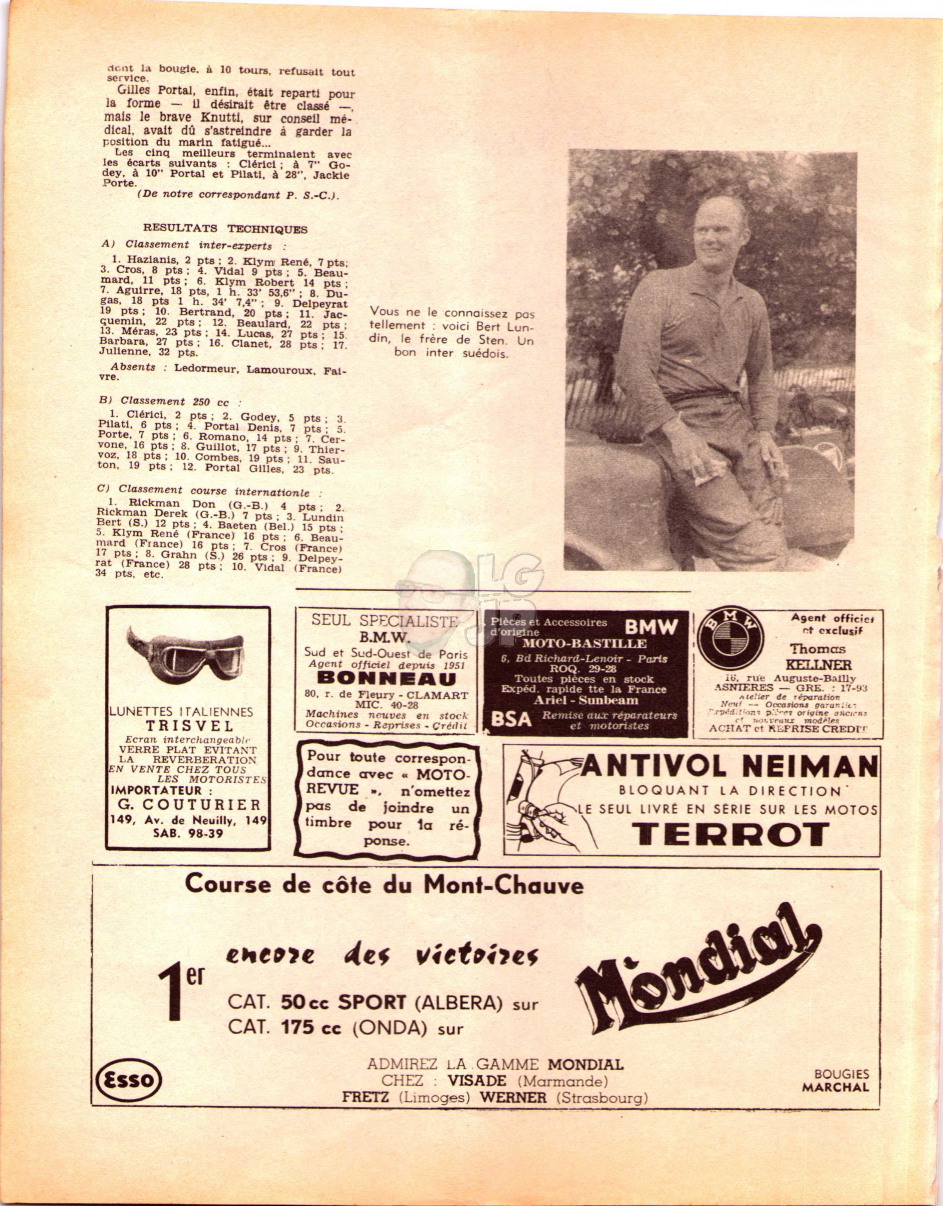 dont la bougie, à 10 tours, refusait tout
service.
Gilles Portal, enfin, était reparti pour
la forme — il désirait être classé —,
mais le brave Knutti, sur conseil mé-
dical, avait dû s'astreindre à garder la
position du marin fatigué...
Les cinq meilleurs terminaient avec
les écarts suivants : Clérici ; à 7" Go-
dey, à 10" Portal et Pilati, à 28", Jackie
Porte.
(De notre correspondant P. S.-C.).
RESULTATS TECHNIQUES
A) Classement inter-experts :
1. Hazianis, 2 pts ; 2. Klym René, 7 pts;
3. Cros, 8 pts ; 4. Vidal 9 pts ; 5. Beau-
mard, 11 pts ; 6. Klym Robert 14 pts ;
7. Aguirre, 18 pts, 1 h. 33' 53,6" ; 8. Du-
gas, 18 pts 1 h. 34' 7,4" ; 9. Delpeyrat
19 pts ; 10. Bertrand, 20 pts ; 11. Jac-
quemin, 22 pts ; 12. Beaulard, 22 pts ;
13. Méras, 23 pts ; 14. Lucas, 27 pts ; 15.
Barbara, 27 pts ; 16. Clanet, 28 pts ; 17.
Julienne, 32 pts.
Absents : Ledormeur, Lamouroux, Fai-
vre.
B) Classement 250 cc :
1. Clérici, 2 pts ; 2. Godey, 5 pts ; 3.
Pilati, 6 pts ; 4. Portal Denis, 7 pts ; 5.
Porte, 7 pts ; 6. Romano, 14 pts ; 7. Cer-
vone, 16 pts ; 8. Guillot, 17 pts ; 9. Thier-
voz, 18 pts ; 10. Combes, 19 pts ; 11. Sau-
ton, 19 pts ; 12. Portal Gilles, 23 pts.
C) Classement course internationle :
1. Rickman Don (G.-B.) 4 pts ; 2.
Rickman Derek (G.-B.) 7 pts ; 3. Lundin
Bert (S.) 12 pts ; 4. Baeten (Bel.) 15 pts ;
5. Klym René (France) 16 pts ; 6. Beau-
mard (France) 16 pts ; 7. Cros (France)
17 pts ; 8. Grahn (S.) 26 pts ; 9. Delpey-
rat (France) 28 pts ; 10. Vidal (France)
34 pts, etc.
Vous ne le connaissez pas
tellement : voici Bert Lun-
din, le frère de Sten. Un
bon inter suédois.
LG
JP
LUNETTES ITALIENNES
TRISVEL
Ecran interchangeable
VERRE PLAT EVITANT
LA REVERBERATION
EN VENTE CHEZ TOUS
LES MOTORISTES
IMPORTATEUR :
G. COUTURIER
149, Av. de Neuilly, 149
SAB. 98-39
SEUL SPECIALISTE
B.M.W.
Sud et Sud-Ouest de Paris
Agent officiel depuis 1951
BONNEAU
80, r. de Fleury - CLAMART
MIC. 40-28
Machines neuves en stock
Occasions - Reprises - Crédit
Pièces et Accessoires
d'origine BMW
MOTO-BASTILLE
6, Bd Richard-Lenoir - Paris
ROQ. 29-28
Toutes pièces en stock
Expéd. rapide tte la France
Ariel - Sunbeam
BSA Remise aux réparateurs
et motoristes
BMW
Agent officiel
et exclusif
Thomas
KELLNER
16, rue Auguste-Bailly
ASNIERES — GRE. : 17-93
Atelier de réparation
Neuf — Occasions garanties
Expéditions pièces origine anciens
et nouveaux modèles
ACHAT et REPRISE CREDIT
Pour toute correspon-
dance avec « MOTO-
REVUE », n'omettez
pas de joindre un
timbre pour la ré-
ponse.
ANTIVOL NEIMAN
BLOQUANT LA DIRECTION
LE SEUL LIVRÉ EN SÉRIE SUR LES MOTOS
TERROT
Course de côte du Mont-Chauve
encore des victoires
1er
CAT. 50cc SPORT (ALBERA) sur
CAT. 175 cc (ONDA) sur
Mondial
ADMIREZ LA GAMME MONDIAL
CHEZ : VISADE (Marmande)
FRETZ (Limoges) WERNER (Strasbourg)
Esso
BOUGIES
MARCHAL